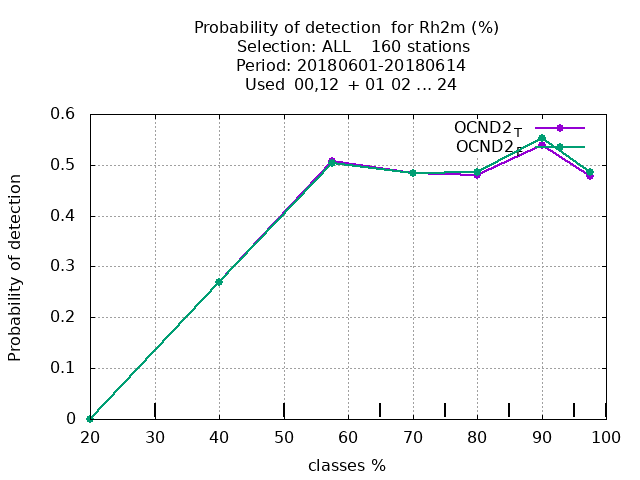 Probability of detection for Rh2m (%)
Selection: ALL 160 stations
Period: 20180601-20180614
Used 00,12 + 01 02 ... 24
0.6
0.5
0.4
0.3
0.2
0.1
0
Probability of detection
OCND2T
OCND2F
20 30 40 50 60 70 80 90 100
classes %